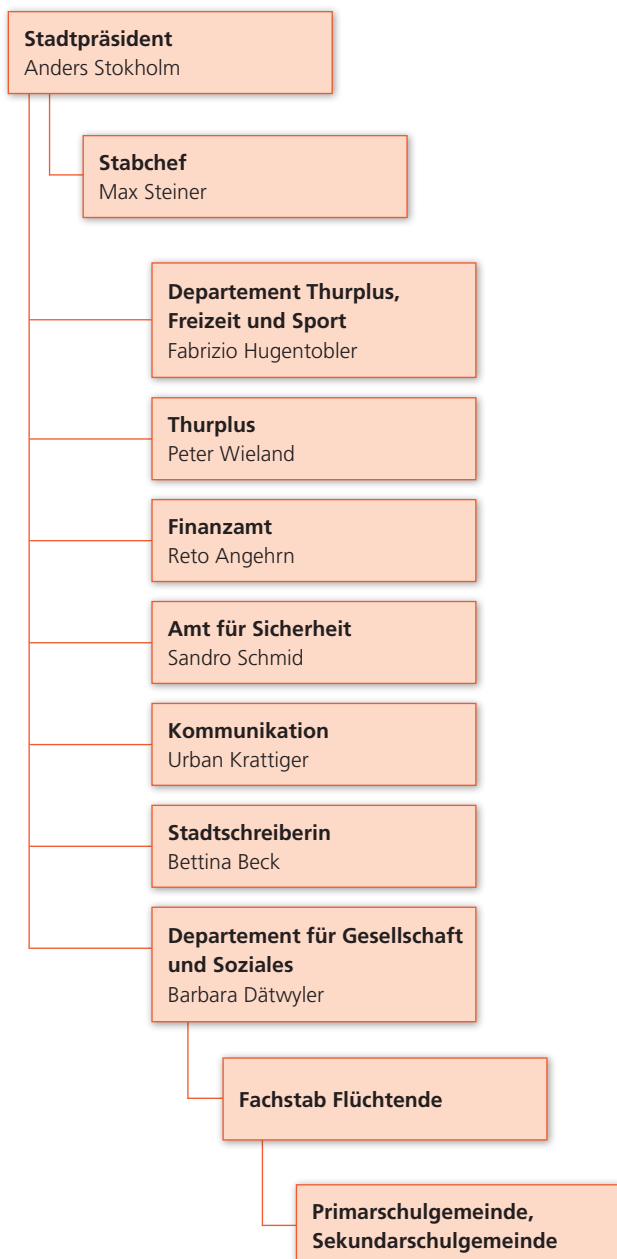 Stadtpräsident
Anders Stokholm
Stabchef
Max Steiner
Departement Thurplus,
Freizeit und Sport
Fabrizio Hugentobler
Thurplus
Peter Wieland
Finanzamt
Reto Angehrn
Amt für Sicherheit
Sandro Schmid
Kommunikation
Urban Krattiger
Stadtschreiberin
Bettina Beck
Departement für Gesellschaft
und Soziales
Barbara Dätwyler
Fachstab Flüchtende
Primarschulgemeinde,
Sekundarschulgemeinde